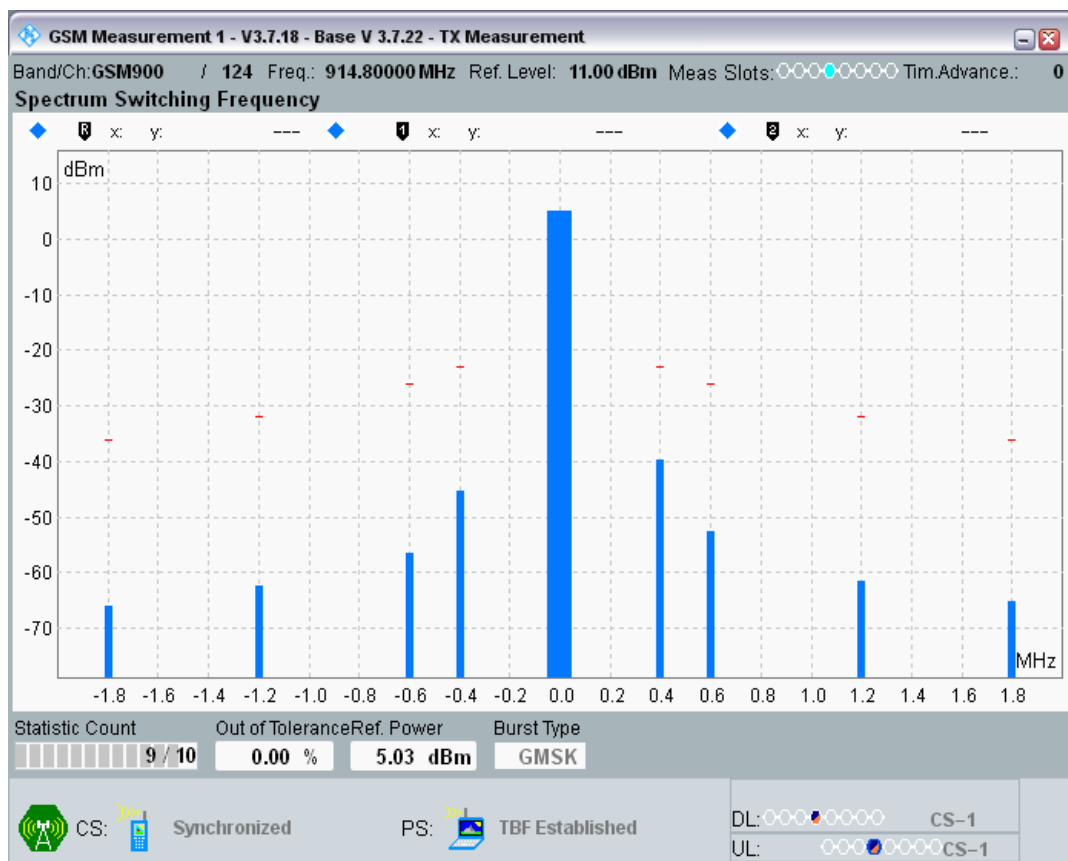 GSM Measurement 1 - V3.7.18 - Base V 3.7.22 - TX Measurement
Band/Ch:GSM900 / 124 Freq.: 914.80000 MHz Ref. Level: 11.00 dBm Meas Slots: Tim.Advance.: 0
Spectrum Switching Frequency
R x: y: --- 1 x: y: --- 2 x: y: ---
dBm
10
0
-10
-20
-30
-40
-50
-60
-70
MHz
-1.8 -1.6 -1.4 -1.2 -1.0 -0.8 -0.6 -0.4 -0.2 0.0 0.2 0.4 0.6 0.8 1.0 1.2 1.4 1.6 1.8
Statistic Count Out of Tolerance Ref. Power Burst Type
9 / 10 0.00 % 5.03 dBm GMSK
CS: Synchronized PS: TBF Established DL: CS-1
UL: CS-1